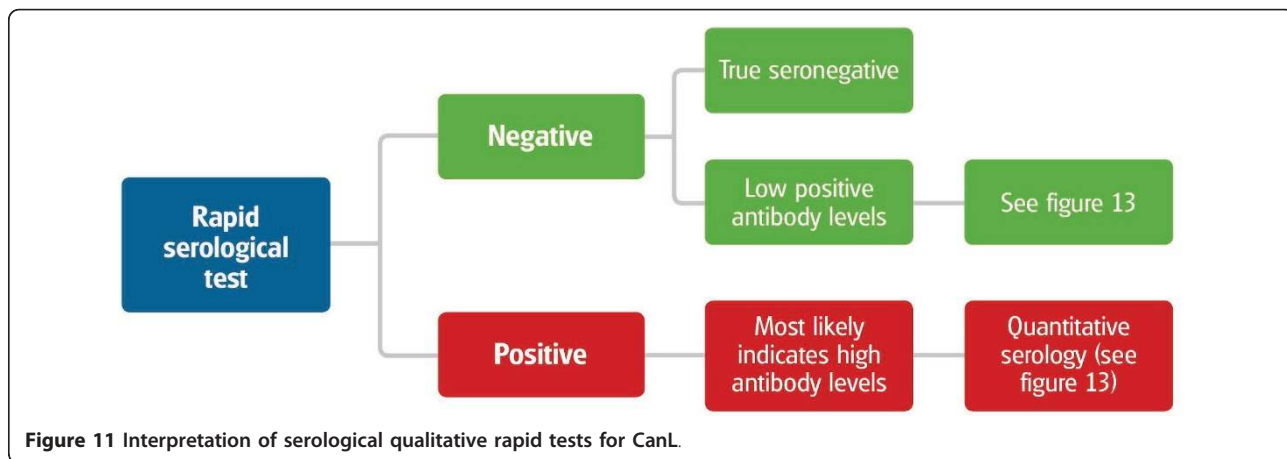 True seronegative
Negative
Low positive
antibody levels
See figure 13
Rapid
serological
test
Positive
Most likely
indicates high
antibody levels
Quantitative
serology (see
figure 13)
Figure 11 Interpretation of serological qualitative rapid tests for CanL.